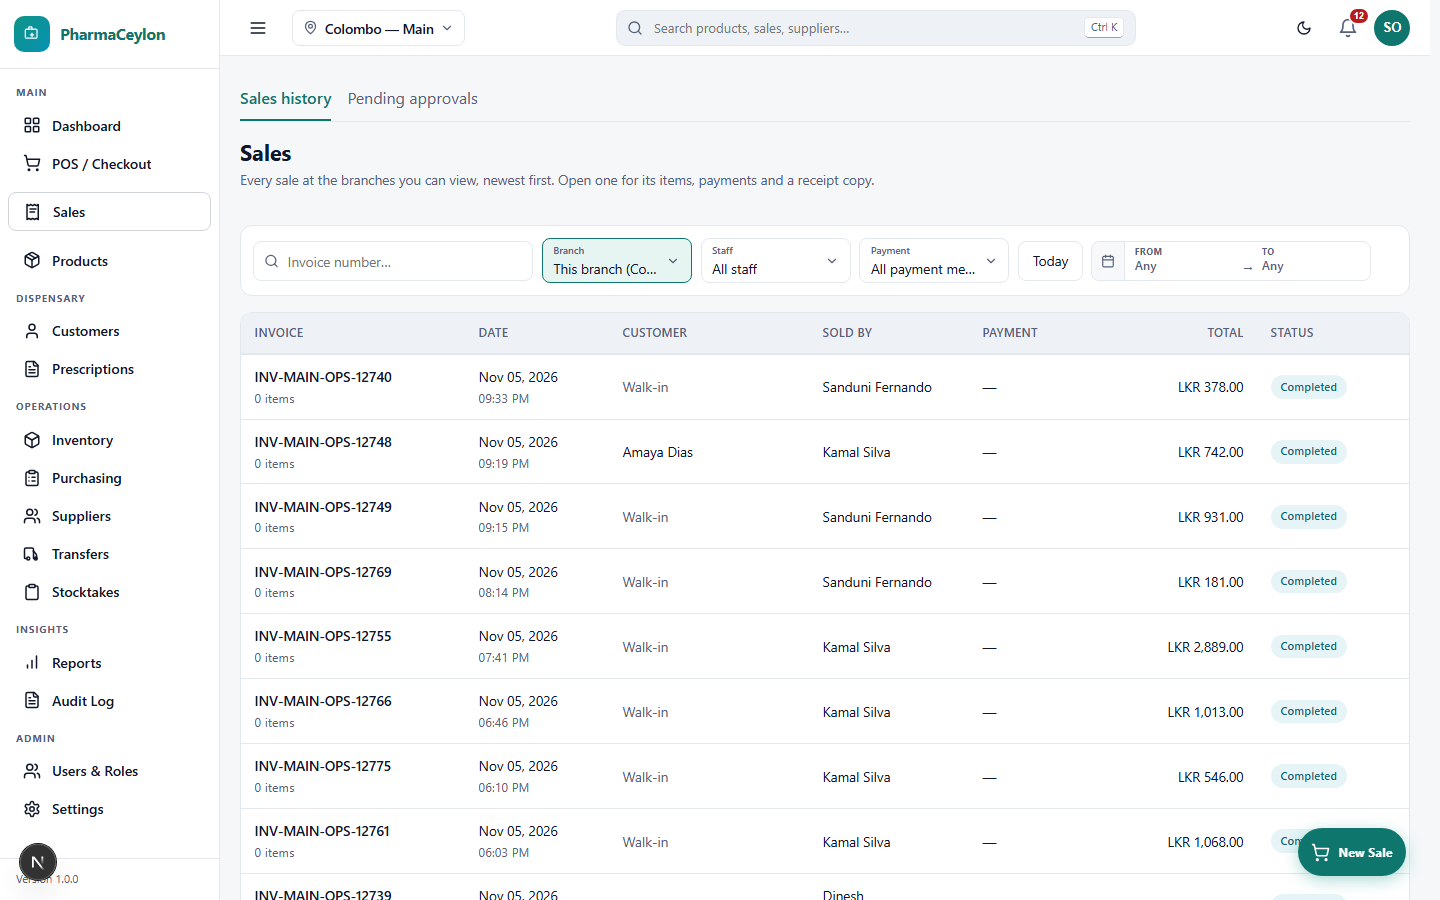 PharmaCeylon
Colombo — Main
Search products, sales, suppliers...
Ctrl K
12
SO
MAIN
Dashboard
POS / Checkout
Sales
Products
DISPENSARY
Customers
Prescriptions
OPERATIONS
Inventory
Purchasing
Suppliers
Transfers
Stocktakes
INSIGHTS
Reports
Audit Log
ADMIN
Users & Roles
Settings
N
Version 1.0.0
Sales history
Pending approvals
Sales
Every sale at the branches you can view, newest first. Open one for its items, payments and a receipt copy.
Invoice number...
Branch
This branch (Co...
Staff
All staff
Payment
All payment me...
Today
FROM
Any
→
TO
Any
INVOICE DATE CUSTOMER SOLD BY PAYMENT TOTAL STATUS
INV-MAIN-OPS-12740 Nov 05, 2026 Walk-in Sanduni Fernando — LKR 378.00 Completed
0 items 09:33 PM
INV-MAIN-OPS-12748 Nov 05, 2026 Amaya Dias Kamal Silva — LKR 742.00 Completed
0 items 09:19 PM
INV-MAIN-OPS-12749 Nov 05, 2026 Walk-in Sanduni Fernando — LKR 931.00 Completed
0 items 09:15 PM
INV-MAIN-OPS-12769 Nov 05, 2026 Walk-in Sanduni Fernando — LKR 181.00 Completed
0 items 08:14 PM
INV-MAIN-OPS-12755 Nov 05, 2026 Walk-in Kamal Silva — LKR 2,889.00 Completed
0 items 07:41 PM
INV-MAIN-OPS-12766 Nov 05, 2026 Walk-in Kamal Silva — LKR 1,013.00 Completed
0 items 06:46 PM
INV-MAIN-OPS-12775 Nov 05, 2026 Walk-in Kamal Silva — LKR 546.00 Completed
0 items 06:10 PM
INV-MAIN-OPS-12761 Nov 05, 2026 Walk-in Kamal Silva — LKR 1,068.00 Com
0 items 06:03 PM
New Sale
INV-MAIN-OPS-12739 Nov 05, 2026 Dinesh